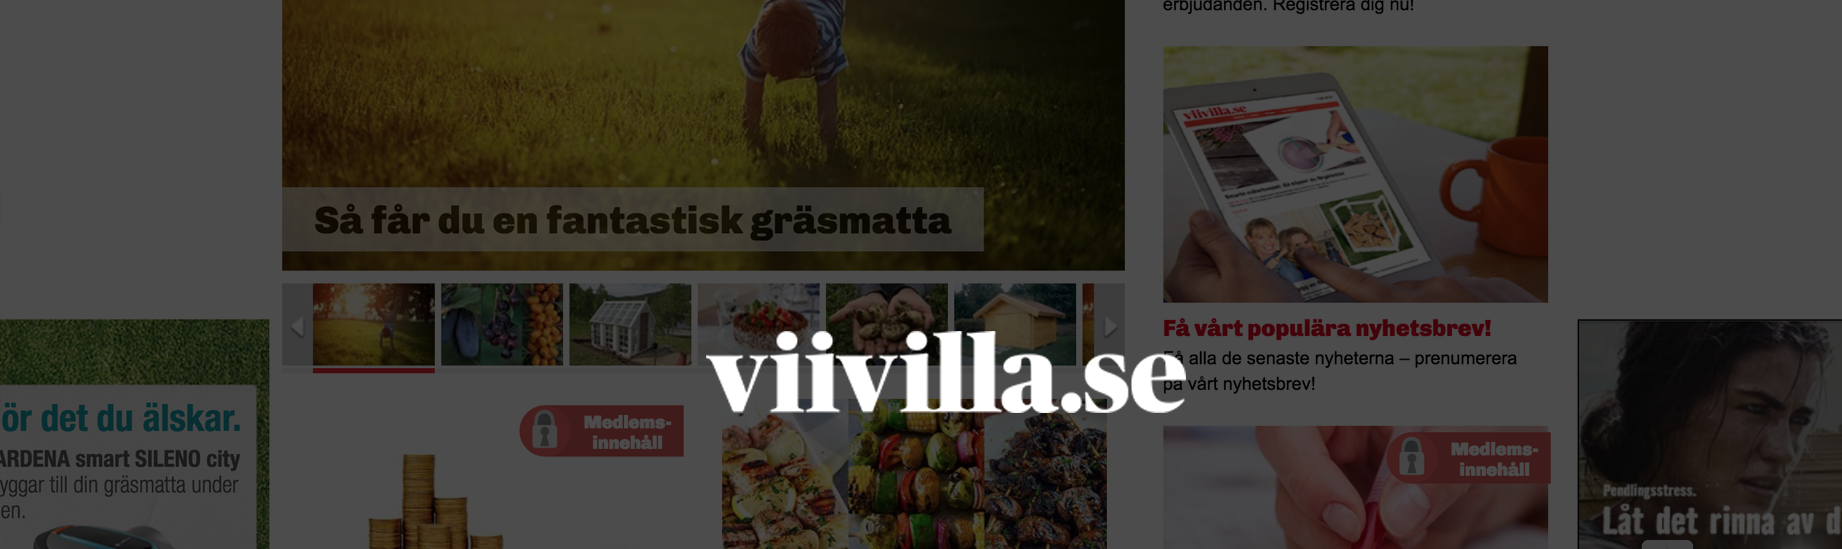 erbjudanden. Registrera dig nu!
viivilla.se
Så får du en fantastisk gräsmatta
Få vårt populära nyhetsbrev!
Få alla de senaste nyheterna – prenumerera
på vårt nyhetsbrev!
viivilla.se
ör det du älskar.
ARDENA smart SILENO city
yggar till din gräsmatta under
en.
Medlems-
innehåll
Medlems-
innehåll
Pendlingsstress.
Låt det rinna av d